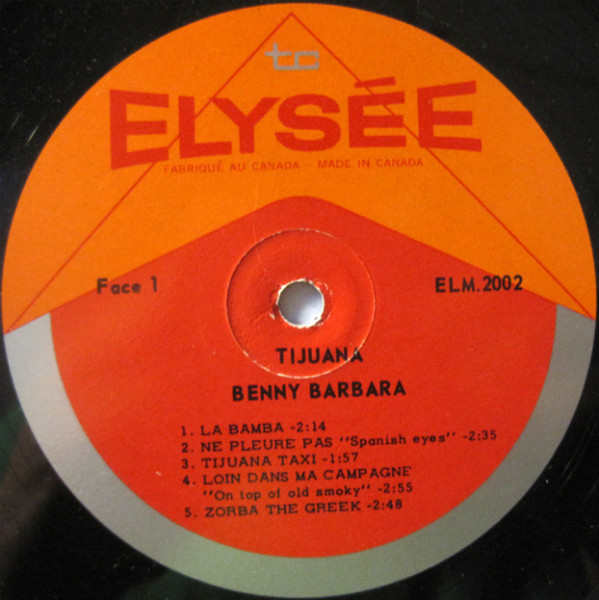 tc
ELYSÉE
FABRIQUÉ AU CANADA - MADE IN CANADA
Face 1
ELM.2002
TIJUANA
BENNY BARBARA
1. LA BAMBA -2:14
2. NE PLEURE PAS "Spanish eyes" -2:35
3. TIJUANA TAXI -1:57
4. LOIN DANS MA CAMPAGNE
"On top of old smoky" -2:55
5. ZORBA THE GREEK -2:48